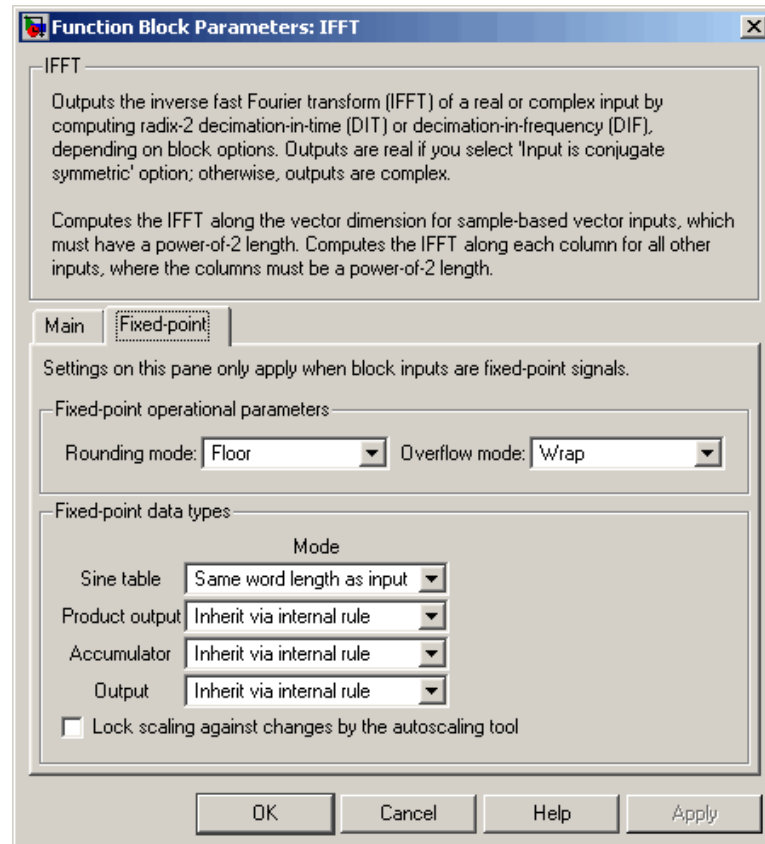 Function Block Parameters: IFFT
IFFT
Outputs the inverse fast Fourier transform (IFFT) of a real or complex input by
computing radix-2 decimation-in-time (DIT) or decimation-in-frequency (DIF),
depending on block options. Outputs are real if you select 'Input is conjugate
symmetric' option; otherwise, outputs are complex.
Computes the IFFT along the vector dimension for sample-based vector inputs, which
must have a power-of-2 length. Computes the IFFT along each column for all other
inputs, where the columns must be a power-of-2 length.
Main Fixed-point
Settings on this pane only apply when block inputs are fixed-point signals.
Fixed-point operational parameters
Rounding mode: Floor Overflow mode: Wrap
Fixed-point data types
Mode
Sine table Same word length as input
Product output Inherit via internal rule
Accumulator Inherit via internal rule
Output Inherit via internal rule
Lock scaling against changes by the autoscaling tool
OK Cancel Help Apply